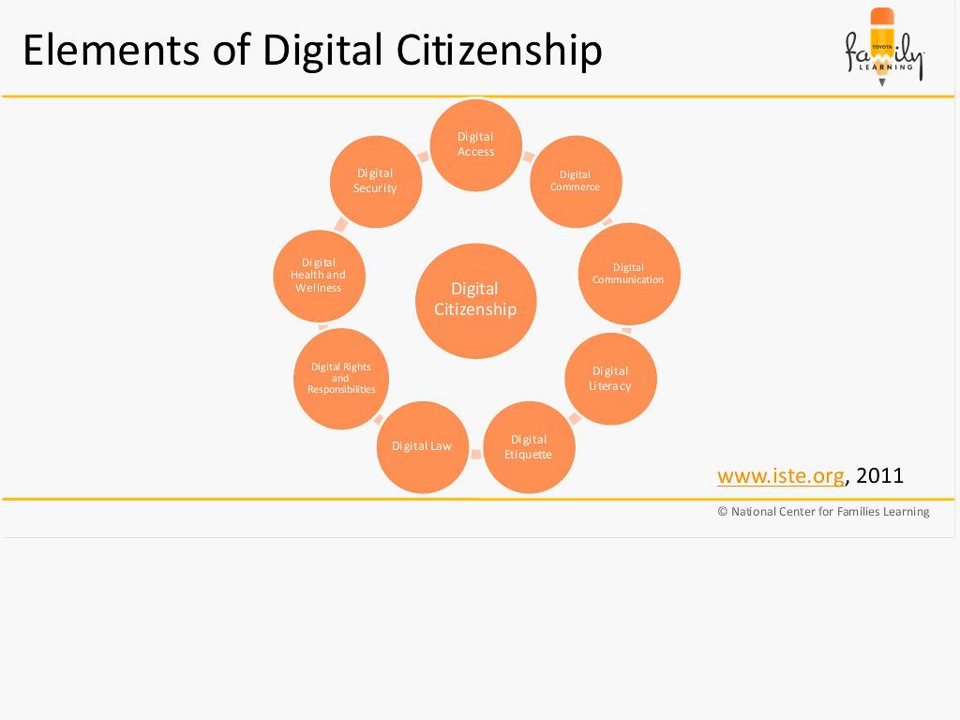 Elements of Digital Citizenship
TOYOTA
family
LEARNING
Digital
Access
Digital
Commerce
Digital
Communication
Digital
Literacy
Digital
Etiquette
Digital Law
Digital Rights
and
Responsibilities
Digital
Health and
Wellness
Digital
Security
Digital
Citizenship
www.iste.org, 2011
© National Center for Families Learning